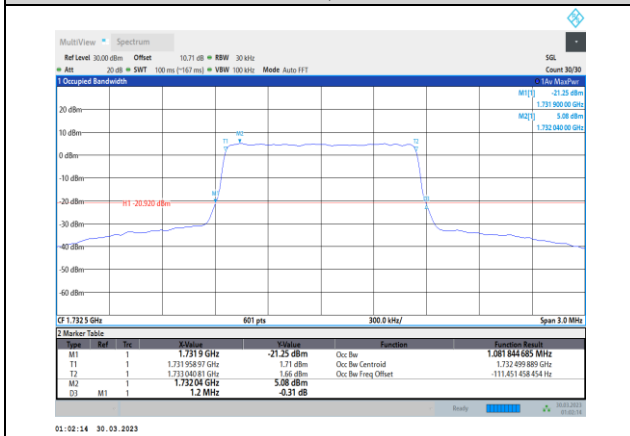 MultiView Spectrum
Ref Level 30.00 dBm Offset 10.71 dB RBW 30 kHz SGL
Att 20 dB SWT 100 ms (~167 ms) VBW 100 kHz Mode Auto FFT Count 30/30
1 Occupied Bandwidth 1Av MaxPwr
M1[1] -21.25 dBm
1.731 900 00 GHz
M2[1] 5.08 dBm
1.732 040 00 GHz
20 dBm
10 dBm
T1 M2 T2
0 dBm
-10 dBm
M1
-20 dBm
H1 -20.920 dBm
-30 dBm
-40 dBm
-50 dBm
-60 dBm
CF 1.732 5 GHz 601 pts 300.0 kHz/ Span 3.0 MHz
2 Marker Table
Type Ref Trc X-Value Y-Value Function Function Result
M1 1 1.731 9 GHz -21.25 dBm Occ Bw 1.081 844 685 MHz
T1 1 1.731 958 97 GHz 1.71 dBm Occ Bw Centroid 1.732 499 889 GHz
T2 1 1.733 040 81 GHz 1.66 dBm Occ Bw Freq Offset -111.451 458 454 Hz
M2 1 1.732 04 GHz 5.08 dBm
D3 M1 1 1.2 MHz -0.31 dB
Ready 30.03.2023
01:02:14
01:02:14 30.03.2023